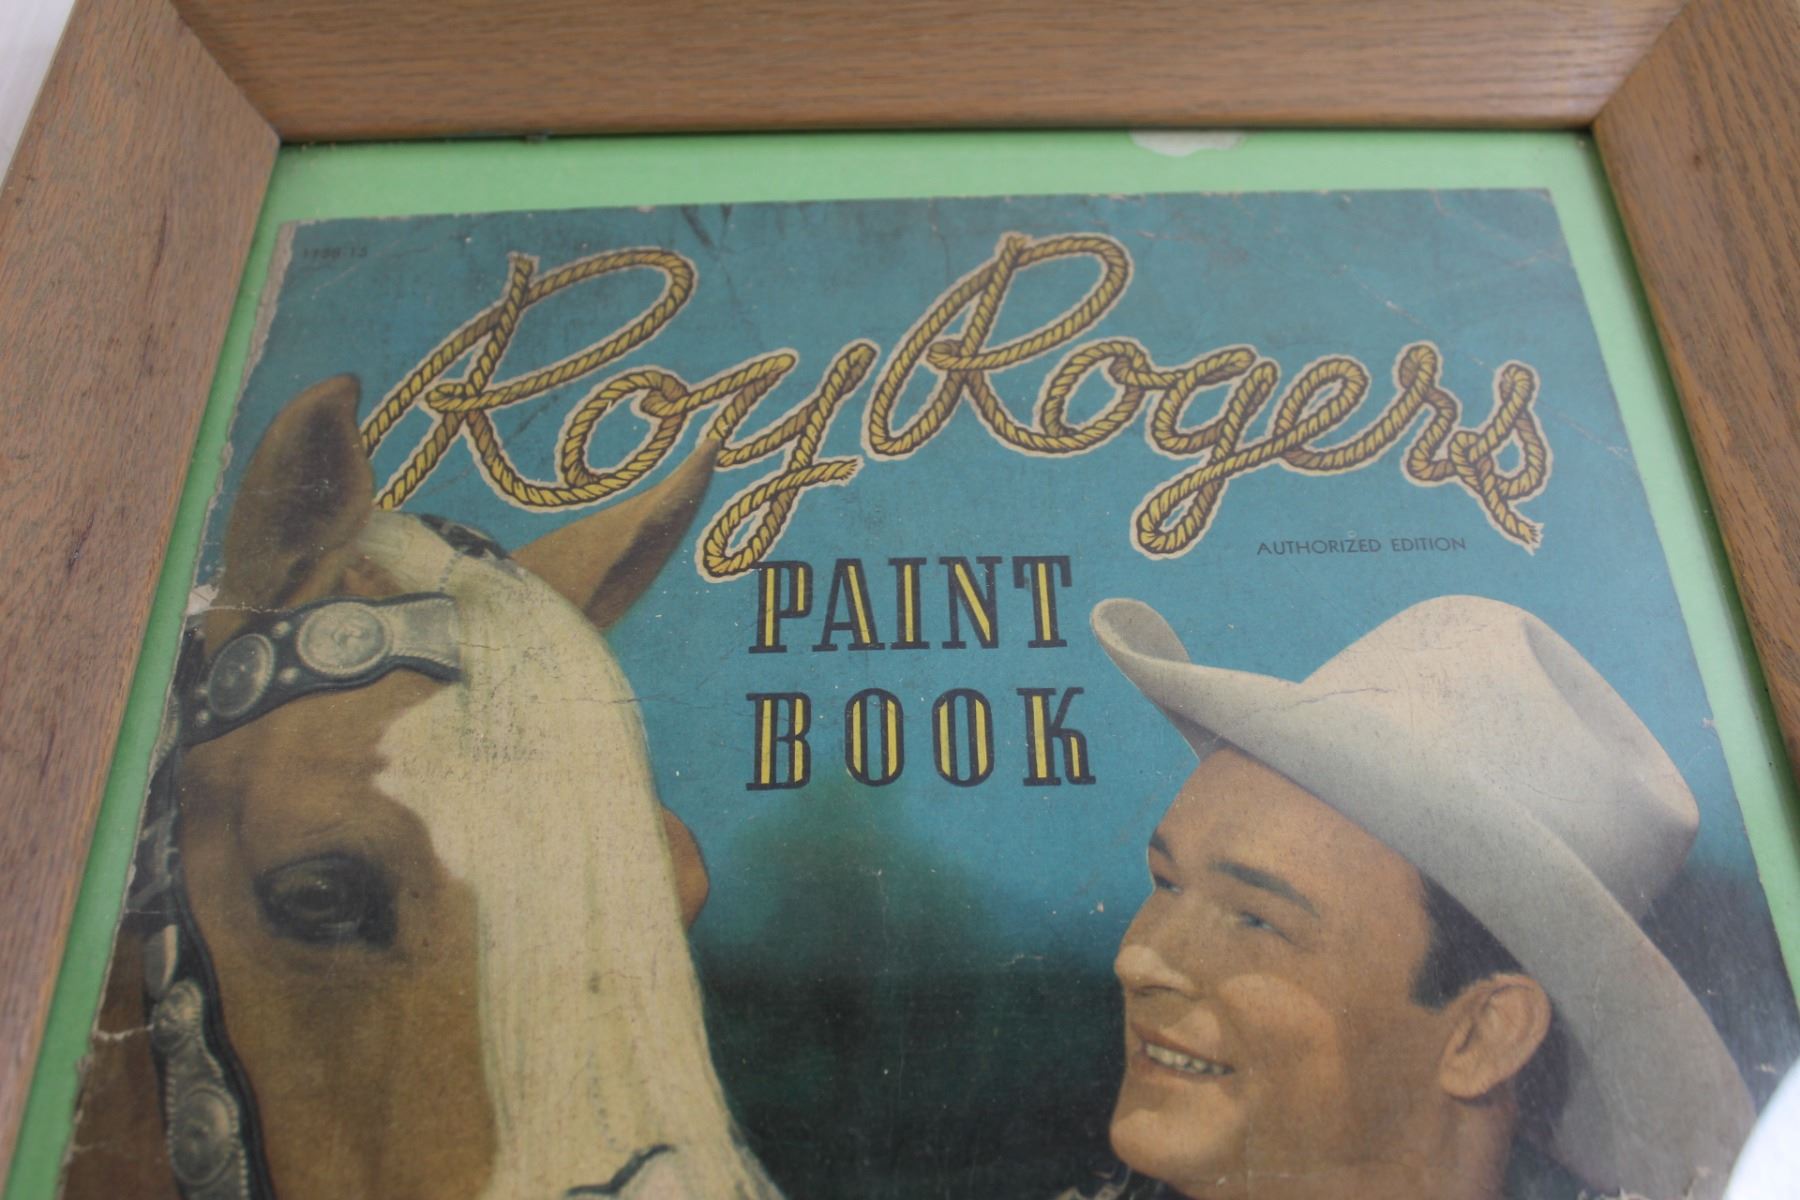 Roy Rogers
AUTHORIZED EDITION
PAINT
BOOK